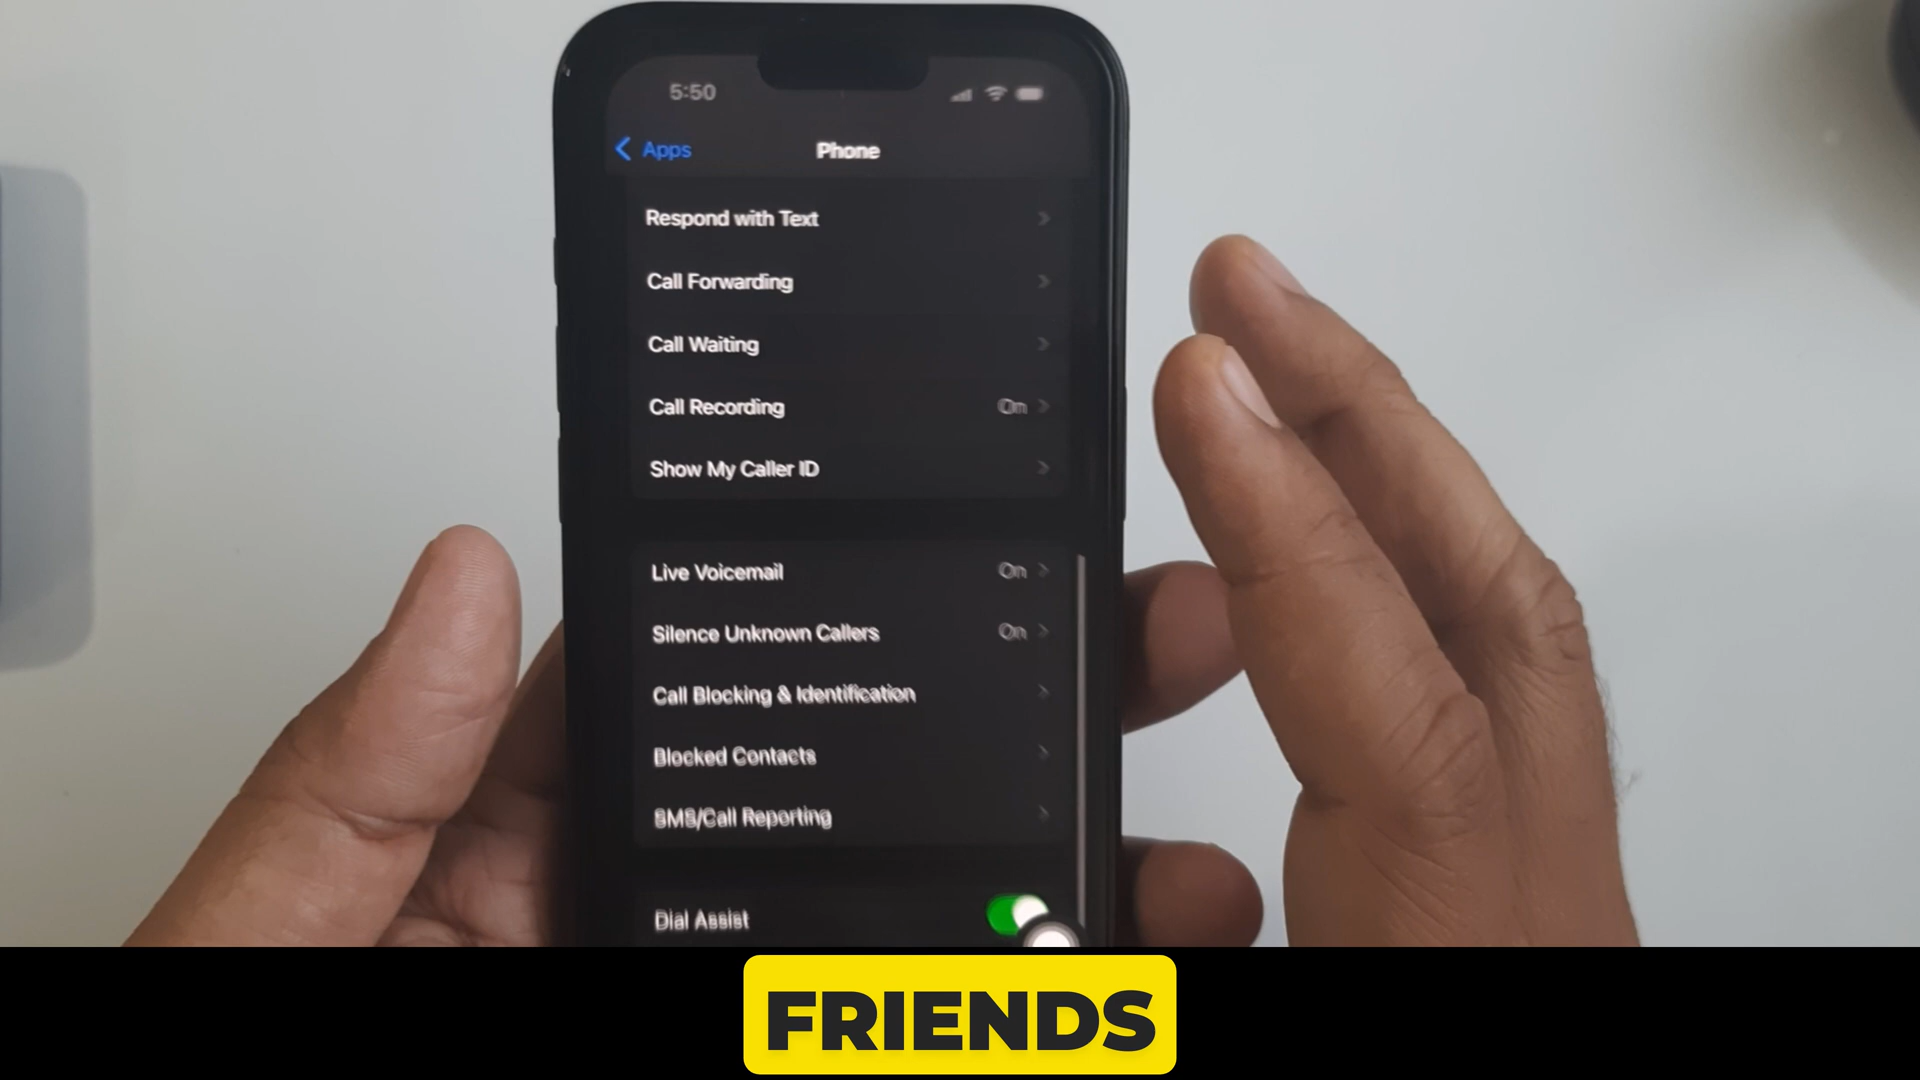 5:50
Apps
Phone
Respond with Text
Call Forwarding
Call Waiting
Call Recording On
Show My Caller ID
Live Voicemail On
Silence Unknown Callers On
Call Blocking & Identification
Blocked Contacts
SMS/Call Reporting
Dial Assist
FRIENDS